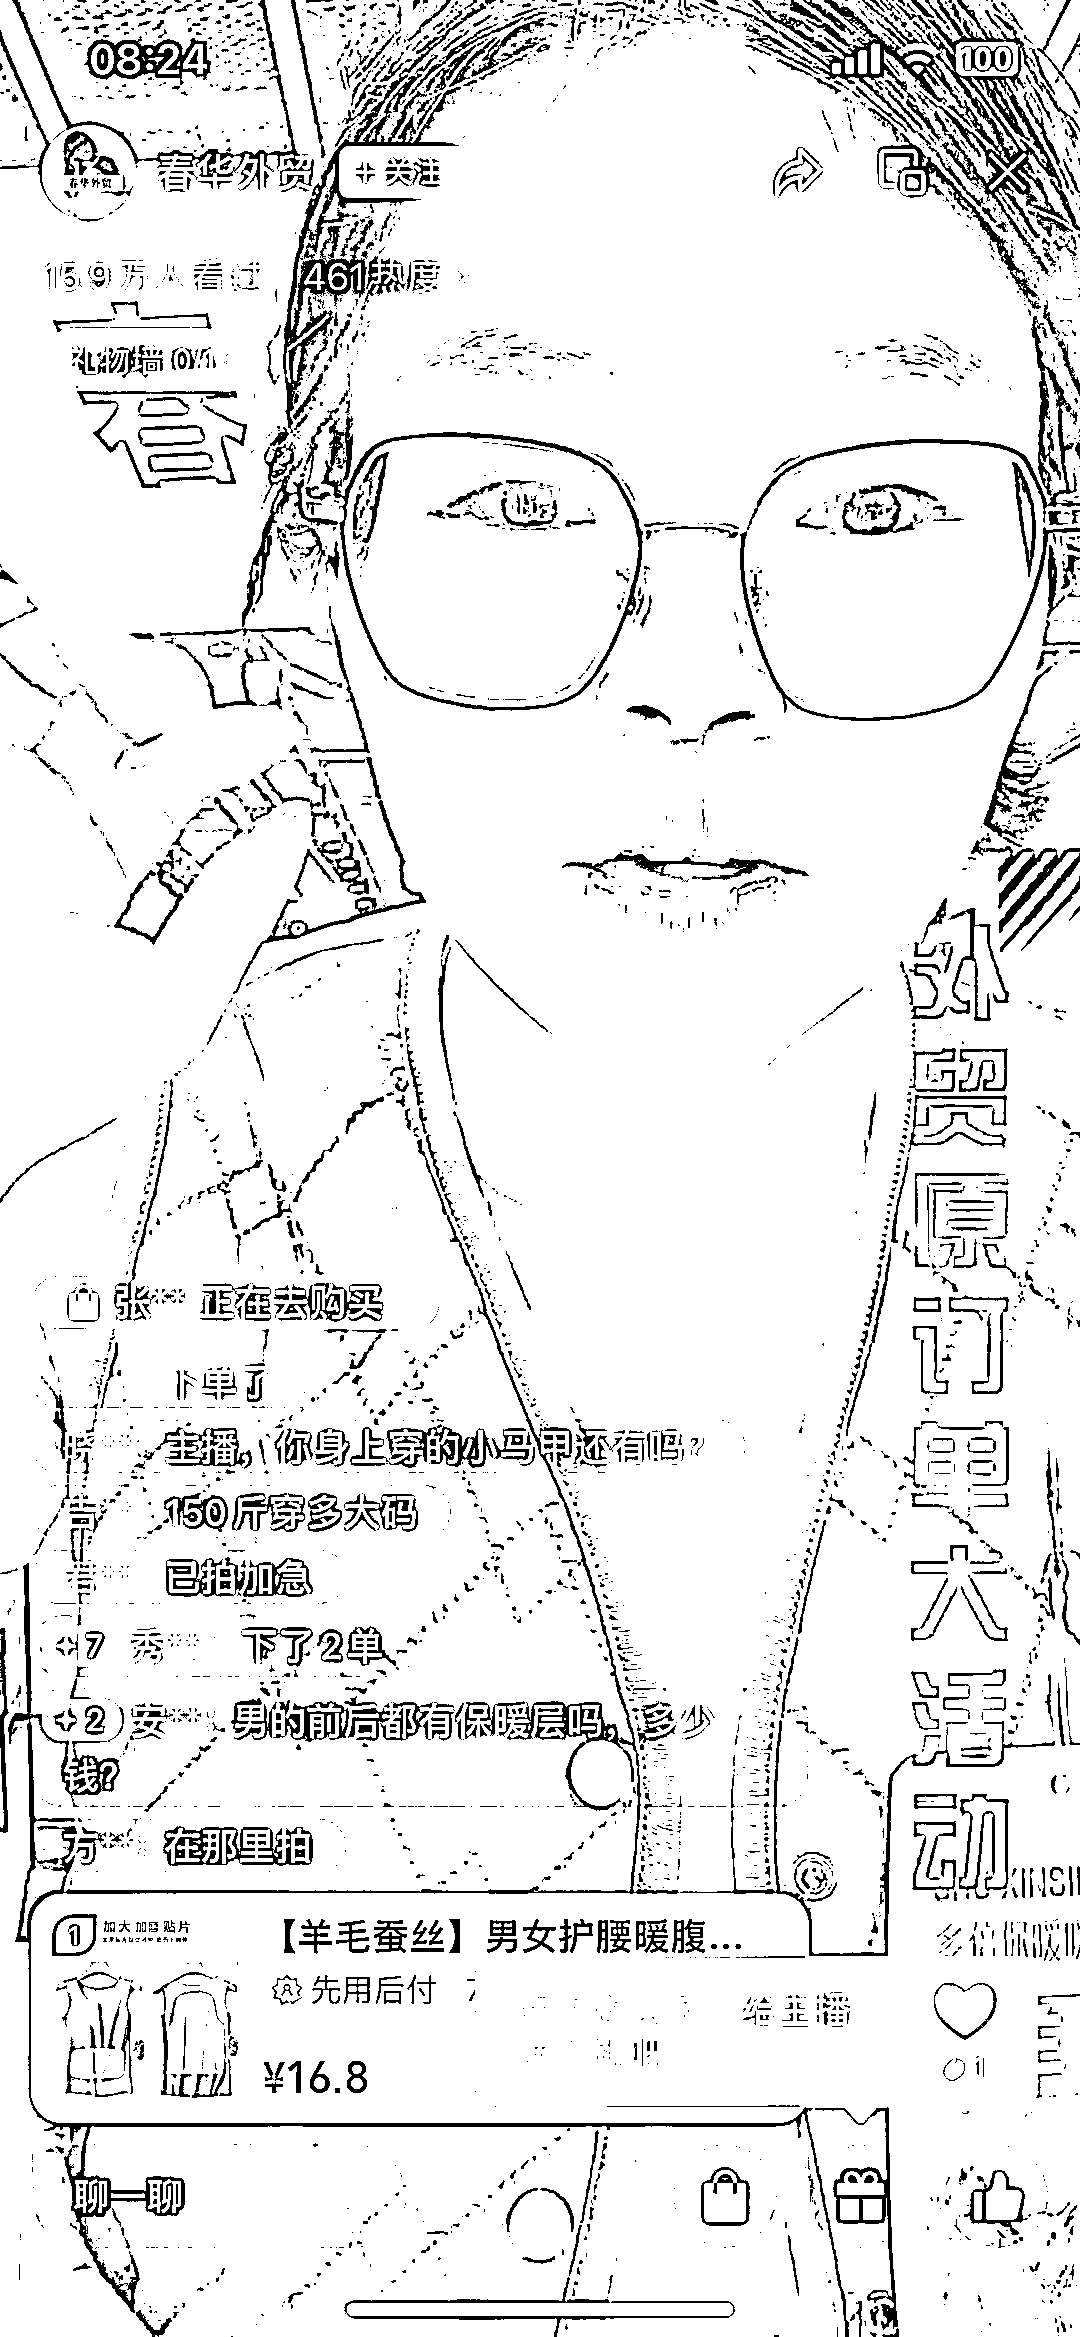 08:24
100
春华外贸
春华外贸
+ 关注
15.9万人看过
461热度
礼物墙 0/1
春
外贸原订单大活动
张** 正在去购买
下单了
主播，你身上穿的小马甲还有吗?
吉** 150斤穿多大码
已拍加急
7 秀** 下了2单
2 安** 男的前后都有保暖层吗，多少
钱?
方** 在那里拍
多倍保暖
1
加大 加厚 贴片
【羊毛蚕丝】男女护腰暖腹...
先用后付
给主播
¥16.8
聊一聊